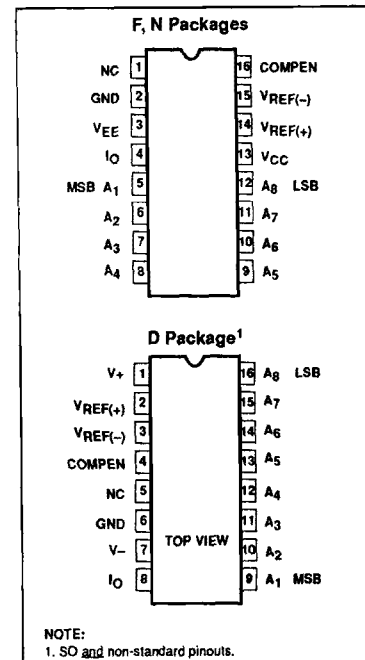 F, N Packages
NC 1 16 COMPEN
GND 2 15 VREF(–)
VEE 3 14 VREF(+)
IO 4 13 VCC
MSB A1 5 12 A8 LSB
A2 6 11 A7
A3 7 10 A6
A4 8 9 A5
D Package1
V+ 1 16 A8 LSB
VREF(+) 2 15 A7
VREF(–) 3 14 A6
COMPEN 4 13 A5
NC 5 12 A4
GND 6 11 A3
V– 7 TOP VIEW 10 A2
IO 8 9 A1 MSB
NOTE:
1. SO and non-standard pinouts.